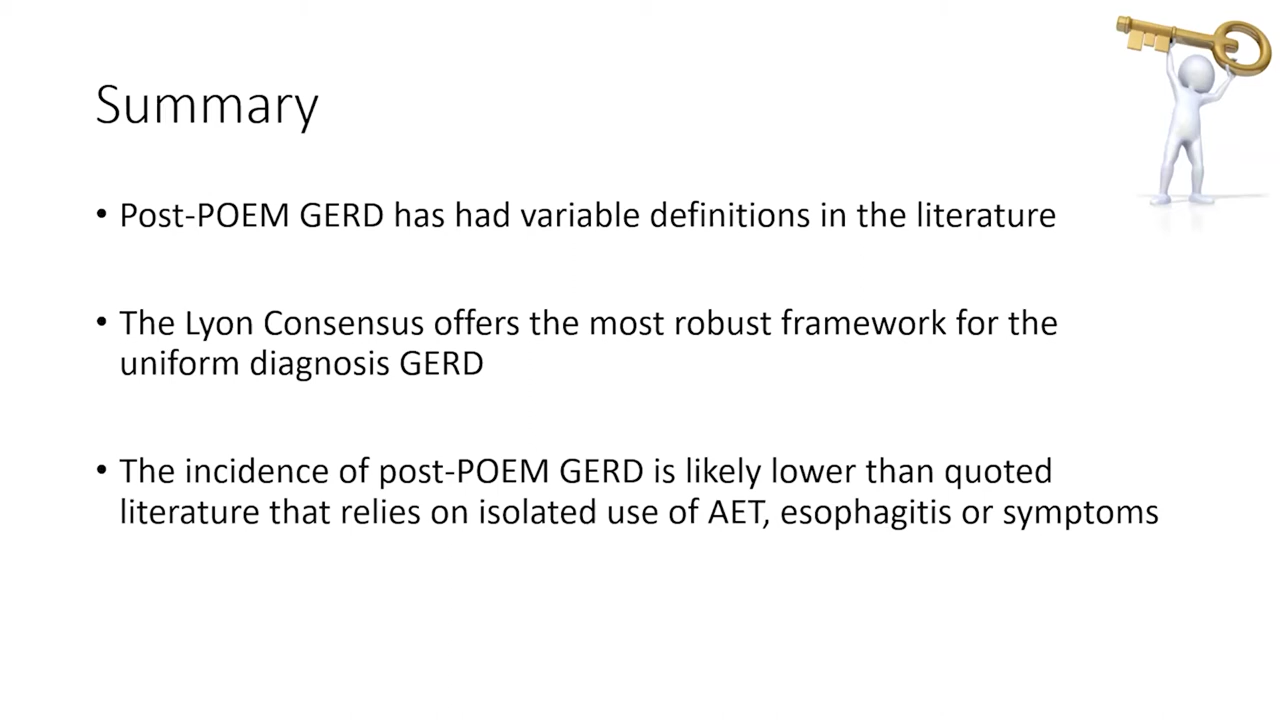 Summary
• Post-POEM GERD has had variable definitions in the literature
• The Lyon Consensus offers the most robust framework for the
uniform diagnosis GERD
• The incidence of post-POEM GERD is likely lower than quoted
literature that relies on isolated use of AET, esophagitis or symptoms